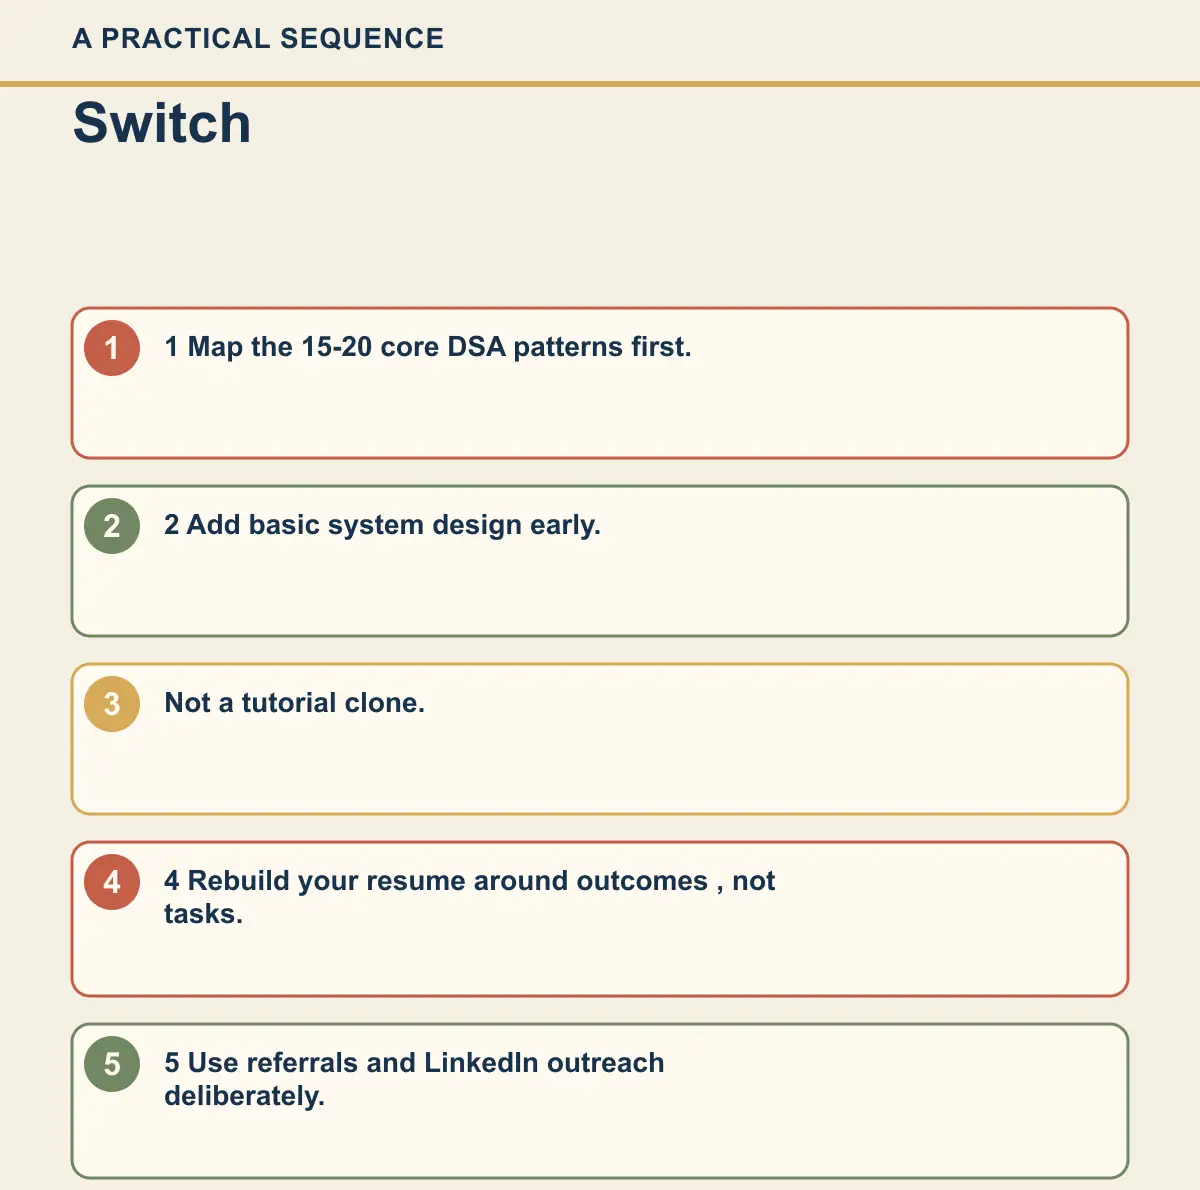 A PRACTICAL SEQUENCE
Switch
1
1 Map the 15-20 core DSA patterns first.
2
2 Add basic system design early.
3
Not a tutorial clone.
4
4 Rebuild your resume around outcomes , not
tasks.
5
5 Use referrals and LinkedIn outreach
deliberately.